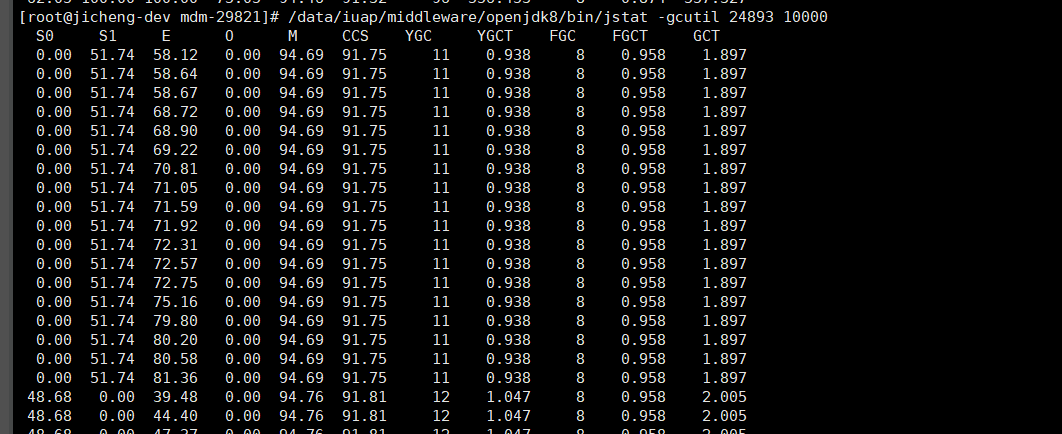 [root@jicheng-dev mdm-29821]# /data/iuap/middleware/openjdk8/bin/jstat -gcutil 24893 10000
S0 S1 E O M CCS YGC YGCT FGC FGCT GCT
0.00 51.74 58.12 0.00 94.69 91.75 11 0.938 8 0.958 1.897
0.00 51.74 58.64 0.00 94.69 91.75 11 0.938 8 0.958 1.897
0.00 51.74 58.67 0.00 94.69 91.75 11 0.938 8 0.958 1.897
0.00 51.74 68.72 0.00 94.69 91.75 11 0.938 8 0.958 1.897
0.00 51.74 68.90 0.00 94.69 91.75 11 0.938 8 0.958 1.897
0.00 51.74 69.22 0.00 94.69 91.75 11 0.938 8 0.958 1.897
0.00 51.74 70.81 0.00 94.69 91.75 11 0.938 8 0.958 1.897
0.00 51.74 71.05 0.00 94.69 91.75 11 0.938 8 0.958 1.897
0.00 51.74 71.59 0.00 94.69 91.75 11 0.938 8 0.958 1.897
0.00 51.74 71.92 0.00 94.69 91.75 11 0.938 8 0.958 1.897
0.00 51.74 72.31 0.00 94.69 91.75 11 0.938 8 0.958 1.897
0.00 51.74 72.57 0.00 94.69 91.75 11 0.938 8 0.958 1.897
0.00 51.74 72.75 0.00 94.69 91.75 11 0.938 8 0.958 1.897
0.00 51.74 75.16 0.00 94.69 91.75 11 0.938 8 0.958 1.897
0.00 51.74 79.80 0.00 94.69 91.75 11 0.938 8 0.958 1.897
0.00 51.74 80.20 0.00 94.69 91.75 11 0.938 8 0.958 1.897
0.00 51.74 80.58 0.00 94.69 91.75 11 0.938 8 0.958 1.897
0.00 51.74 81.36 0.00 94.69 91.75 11 0.938 8 0.958 1.897
48.68 0.00 39.48 0.00 94.76 91.81 12 1.047 8 0.958 2.005
48.68 0.00 44.40 0.00 94.76 91.81 12 1.047 8 0.958 2.005
48.68 0.00 47.37 0.00 94.76 91.81 12 1.047 8 0.958 2.005